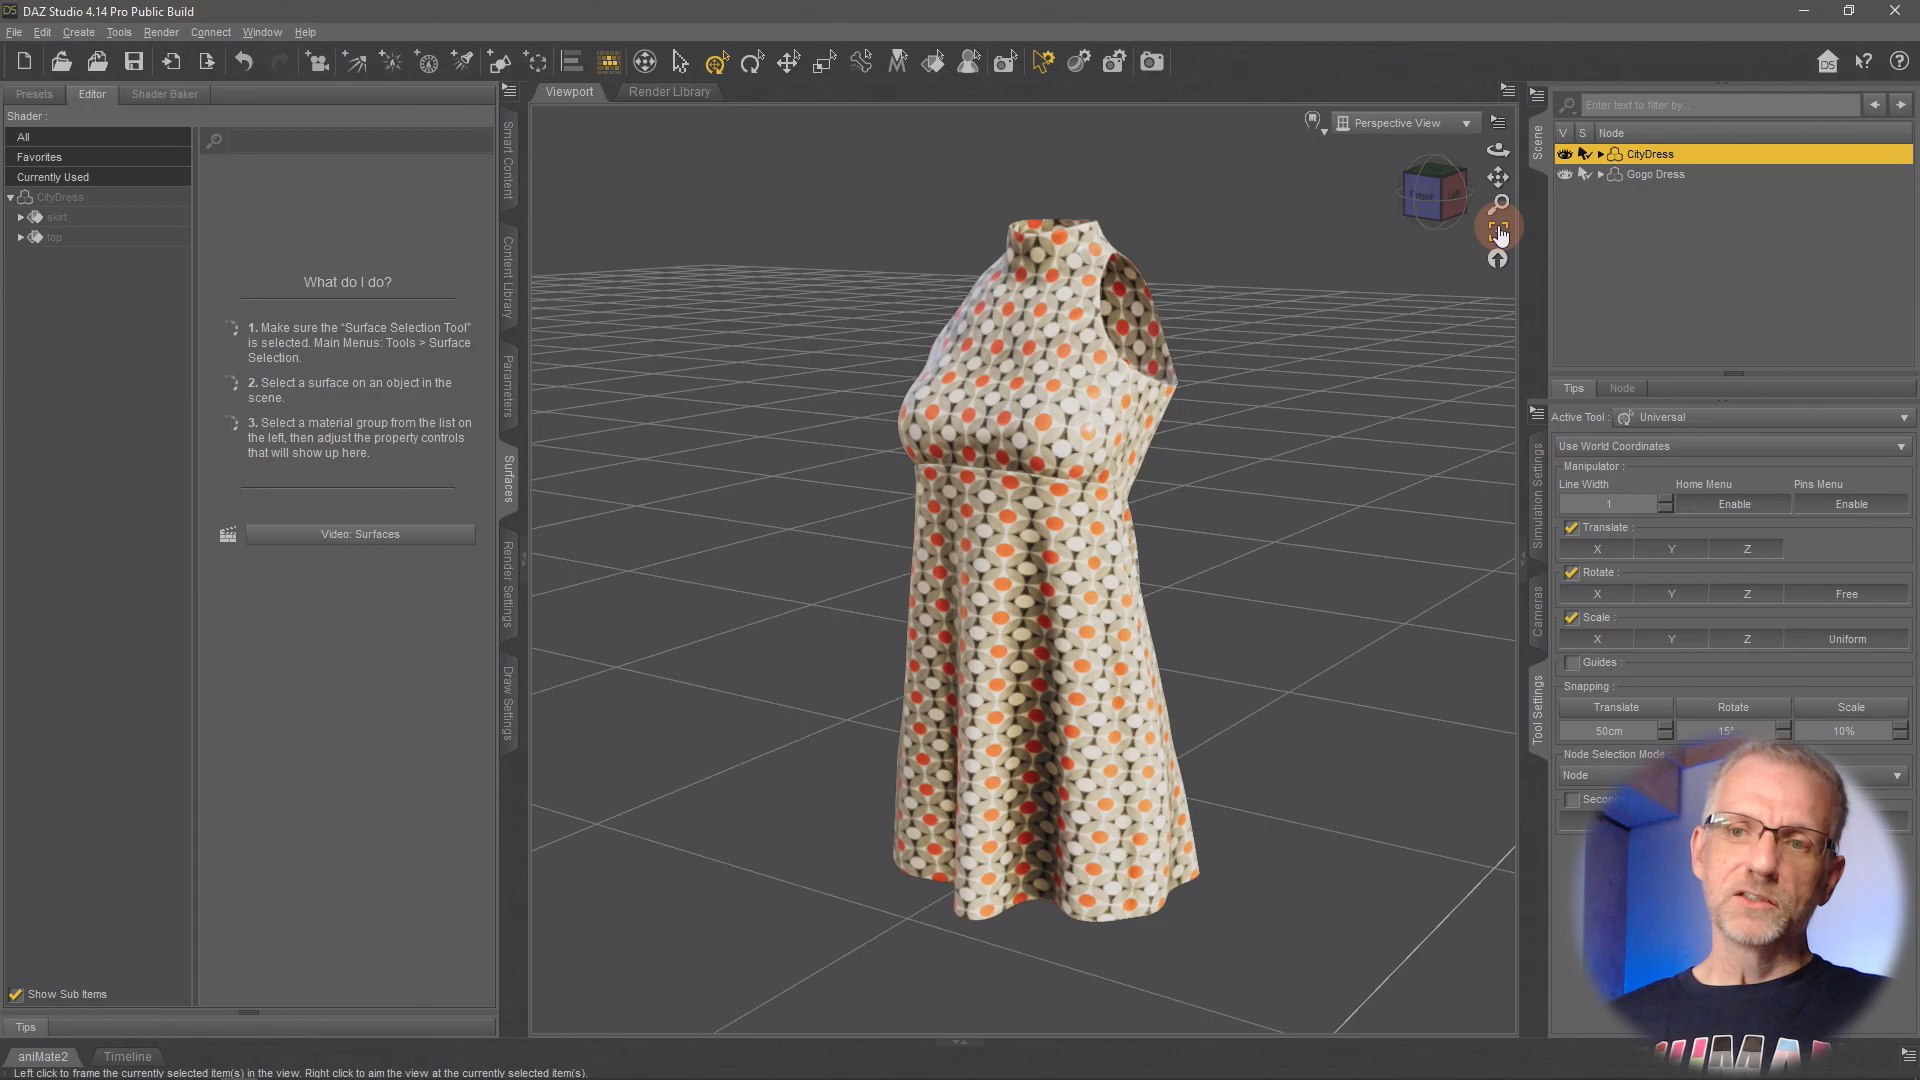 DS DAZ Studio 4.14 Pro Public Build
File Edit Create Tools Render Connect Window Help
Presets Editor Shader Baker
Shader :
All
Favorites
Currently Used
CityDress
skirt
top
What do I do?
1. Make sure the “Surface Selection Tool”
is selected. Main Menus: Tools > Surface
Selection.
2. Select a surface on an object in the
scene.
3. Select a material group from the list on
the left, then adjust the property controls
that will show up here.
Video: Surfaces
Show Sub Items
Tips
aniMate2 Timeline
Left click to frame the currently selected item(s) in the view. Right click to aim the view at the currently selected item(s).
Smart Content
Content Library
Parameters
Surfaces
Render Settings
Draw Settings
Viewport Render Library
Perspective View
Front Left
DS
Scene
Simulation Settings
Cameras
Tool Settings
Enter text to filter by...
V S Node
CityDress
Gogo Dress
Tips Node
Active Tool : Universal
Use World Coordinates
Manipulator :
Line Width Home Menu Pins Menu
1 Enable Enable
Translate :
X Y Z
Rotate :
X Y Z Free
Scale :
X Y Z Uniform
Guides :
Snapping :
Translate Rotate Scale
50cm 15° 10%
Node Selection Mode
Node